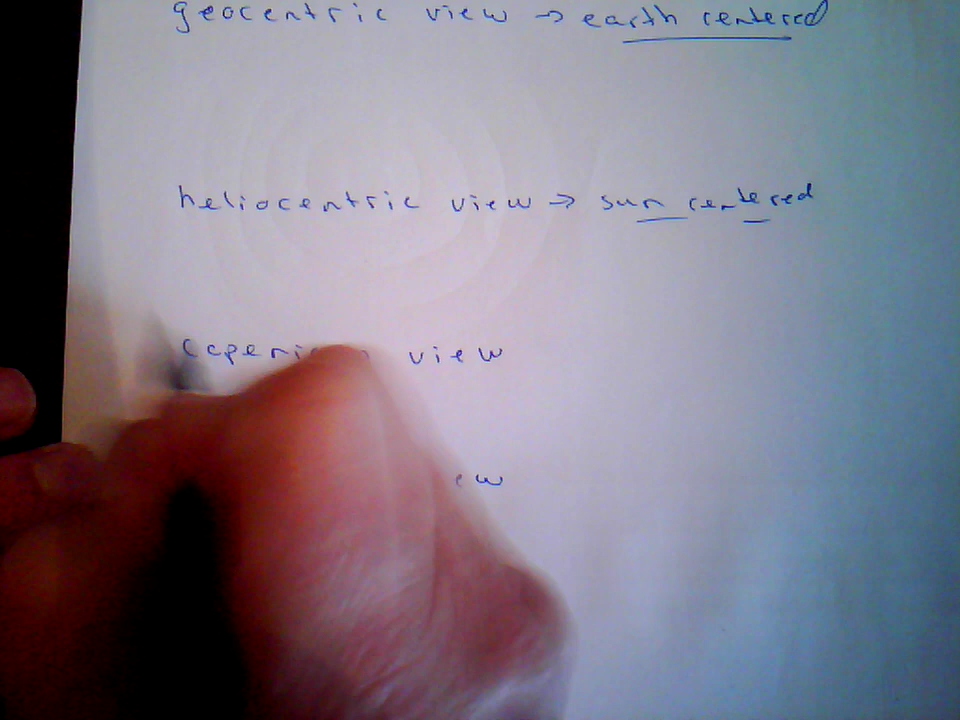 geocentric view → earth centered
heliocentric view → sun centered
view